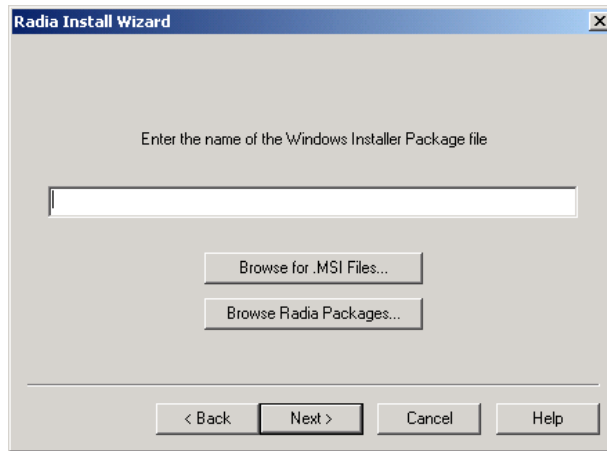 Radia Install Wizard
Enter the name of the Windows Installer Package file
Browse for .MSI Files...
Browse Radia Packages...
< Back Next > Cancel Help